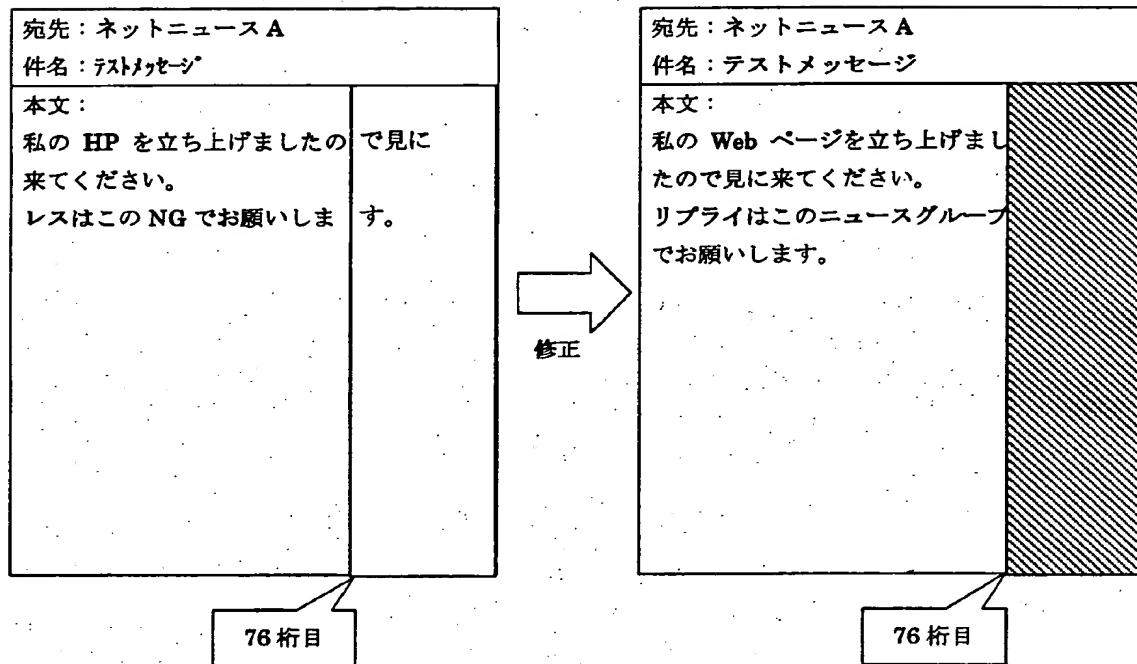 宛先：ネットニュース A
件名：ﾃｽﾄﾒｯｾｰｼﾞ
本文：
私の HP を立ち上げましたので見に
来てください。
レスはこの NG でお願いします。
76 桁目
修正
宛先：ネットニュース A
件名：テストメッセージ
本文：
私の Web ページを立ち上げまし
たので見に来てください。
リプライはこのニュースグループ
でお願いします。
76 桁目